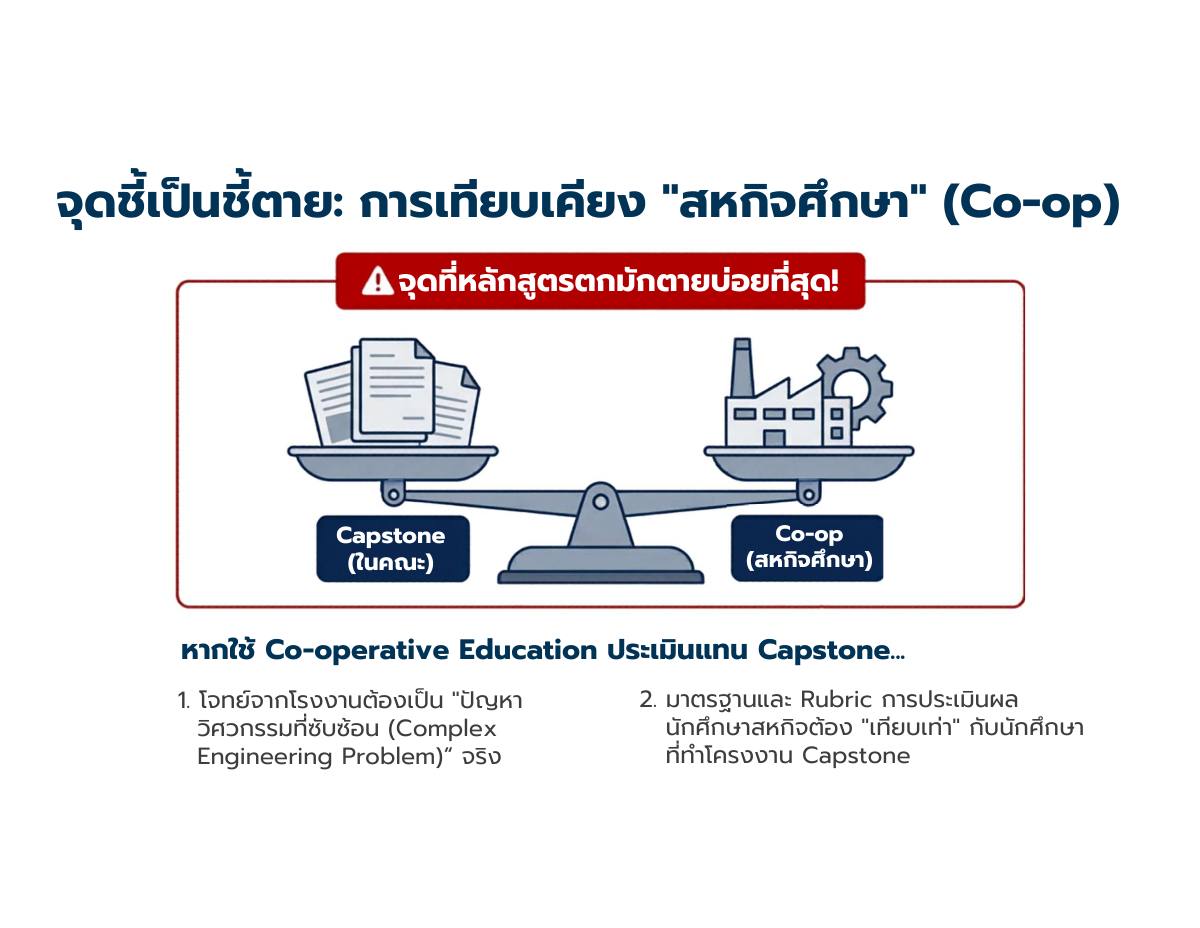 จุดชี้เป็นชี้ตาย: การเทียบเคียง "สหกิจศึกษา" (Co-op)
จุดที่หลักสูตรตกมักตายบ่อยที่สุด!
Capstone
(ในคณะ)
Co-op
(สหกิจศึกษา)
หากใช้ Co-operative Education ประเมินแทน Capstone...
1. โจทย์จากโรงงานต้องเป็น "ปัญหา
วิศวกรรมที่ซับซ้อน (Complex
Engineering Problem)“ จริง
2. มาตรฐานและ Rubric การประเมินผล
นักศึกษาสหกิจต้อง "เทียบเท่า" กับนักศึกษา
ที่ทำโครงงาน Capstone